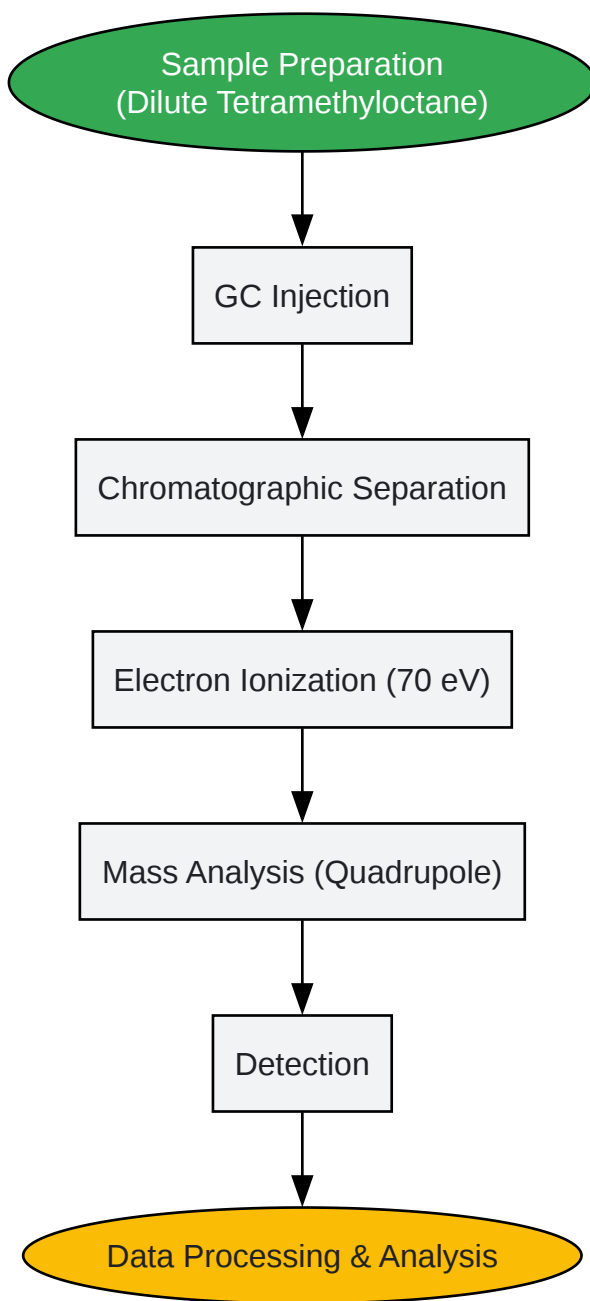 Sample Preparation
(Dilute Tetramethyloctane)
GC Injection
Chromatographic Separation
Electron Ionization (70 eV)
Mass Analysis (Quadrupole)
Detection
Data Processing & Analysis